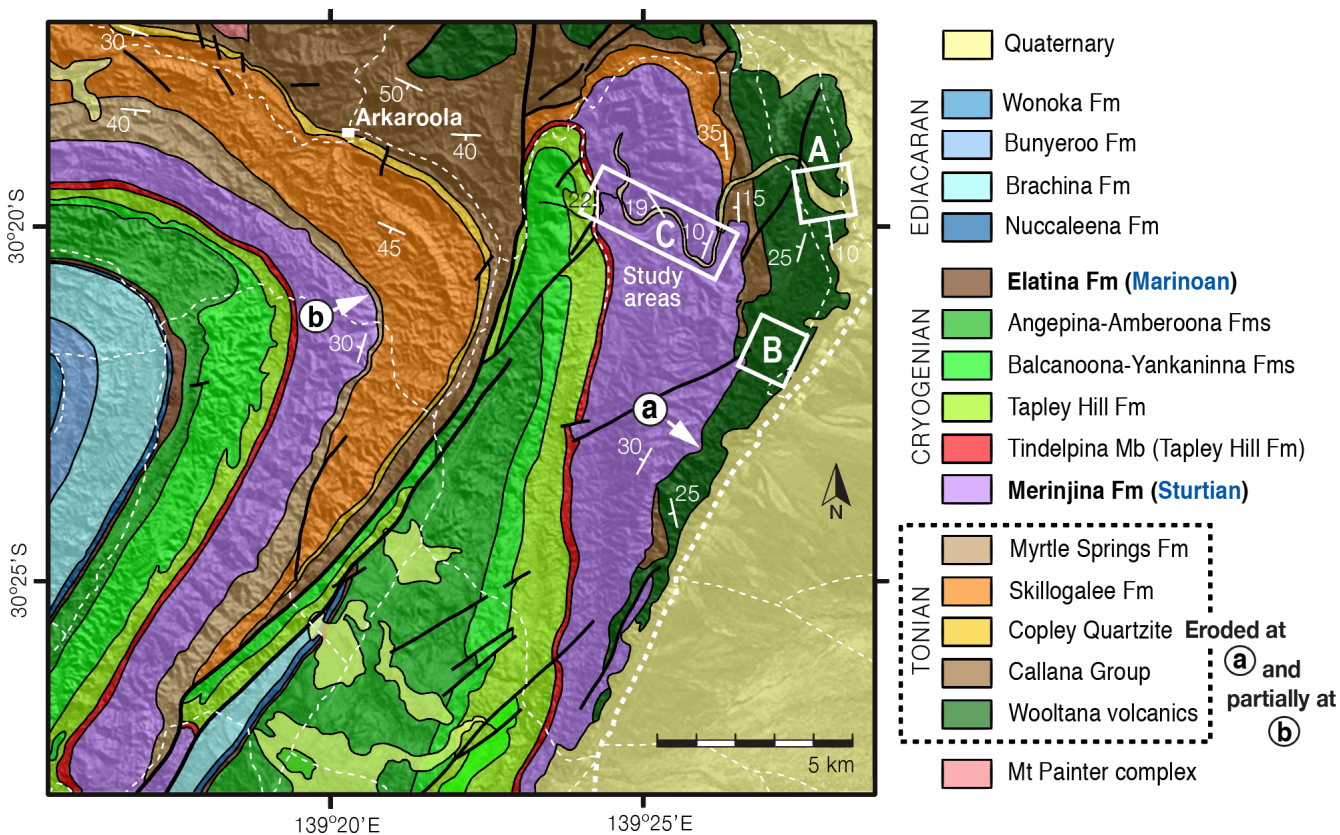 30
50
Arkaroola
40
40
35
A
22
19
C
10
15
25
10
45
Study
areas
b
30
B
a
30
25
N
5 km
30°20'S
30°25'S
139°20'E
139°25'E
Quaternary
EDIACARAN
Wonoka Fm
Bunyeroo Fm
Brachina Fm
Nuccaleena Fm
CRYOGENIAN
Elatina Fm (Marinoan)
Angepina-Amberoona Fms
Balcanoona-Yankaninna Fms
Tapley Hill Fm
Tindelpina Mb (Tapley Hill Fm)
Merinjina Fm (Sturtian)
TONIAN
Myrtle Springs Fm
Skillogalee Fm
Copley Quartzite
Callana Group
Wooltana volcanics
Eroded at
a and
partially at
b
Mt Painter complex